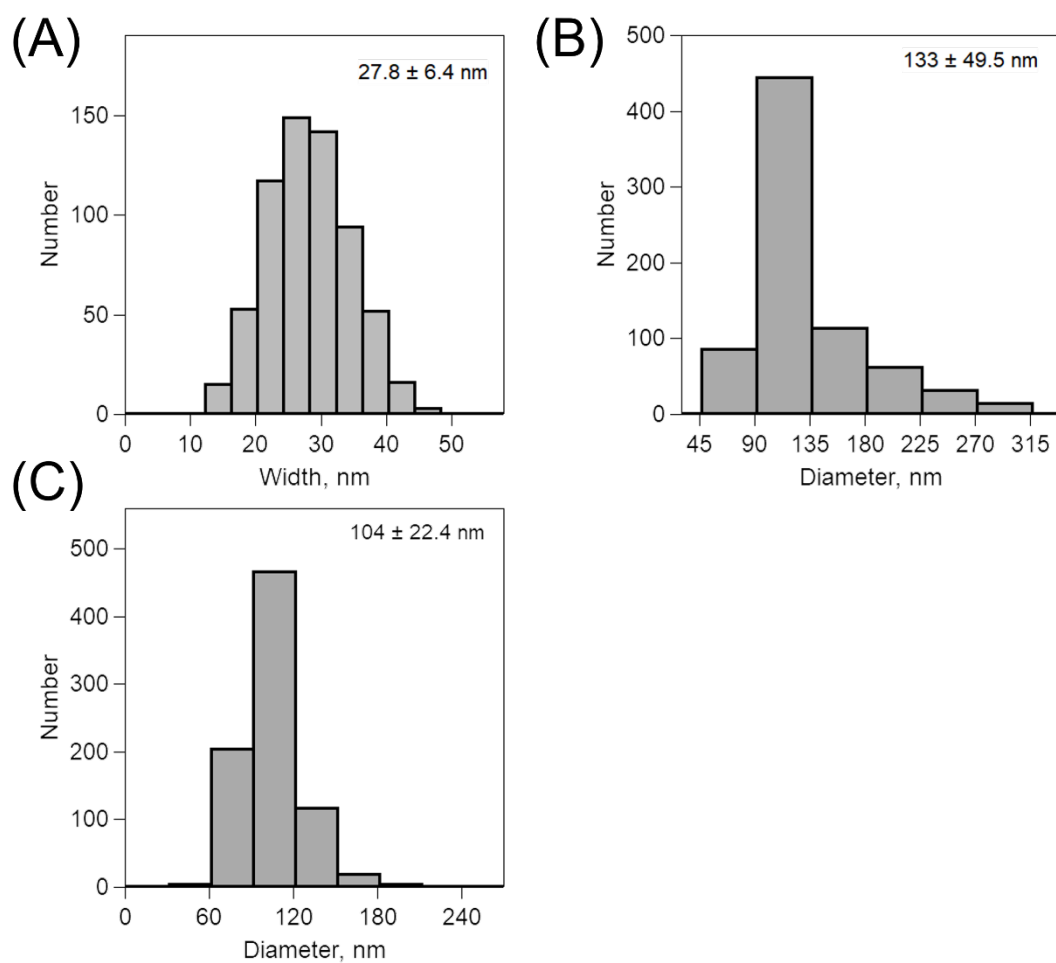 (A)
27.8 ± 6.4 nm
150
100
50
0
Number
0 10 20 30 40 50
Width, nm
(B)
133 ± 49.5 nm
500
400
300
200
100
0
Number
45 90 135 180 225 270 315
Diameter, nm
(C)
104 ± 22.4 nm
500
400
300
200
100
0
Number
0 60 120 180 240
Diameter, nm